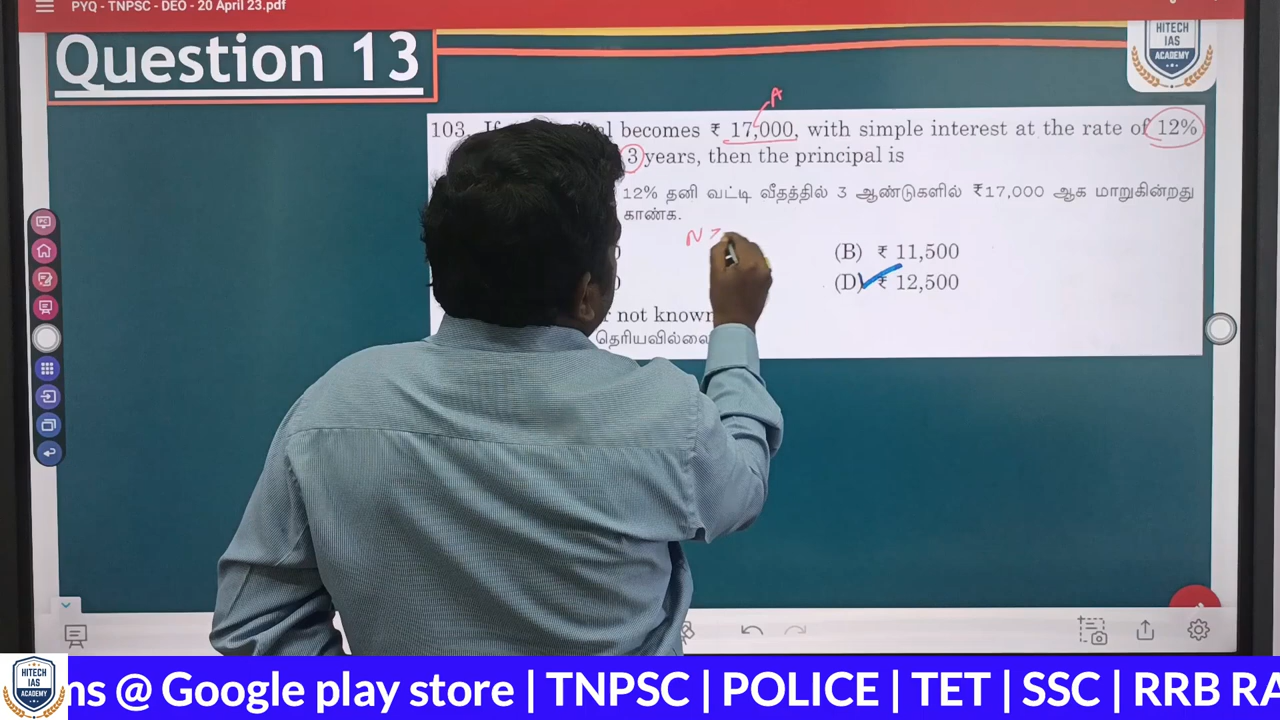 PYQ - TNPSC - DEO - 20 April 23.pdf
Question 13
HITECH
IAS
ACADEMY
A
103. If becomes ₹ 17,000, with simple interest at the rate of 12%
3 years, then the principal is
12% தனி வட்டி வீதத்தில் 3 ஆண்டுகளில் ₹17,000 ஆக மாறுகின்றது
காண்க.
N
(B) ₹ 11,500
(D) ₹ 12,500
not known
தெரியவில்லை
HITECH
IAS
ACADEMY
@ Google play store | TNPSC | POLICE | TET | SSC | RRB